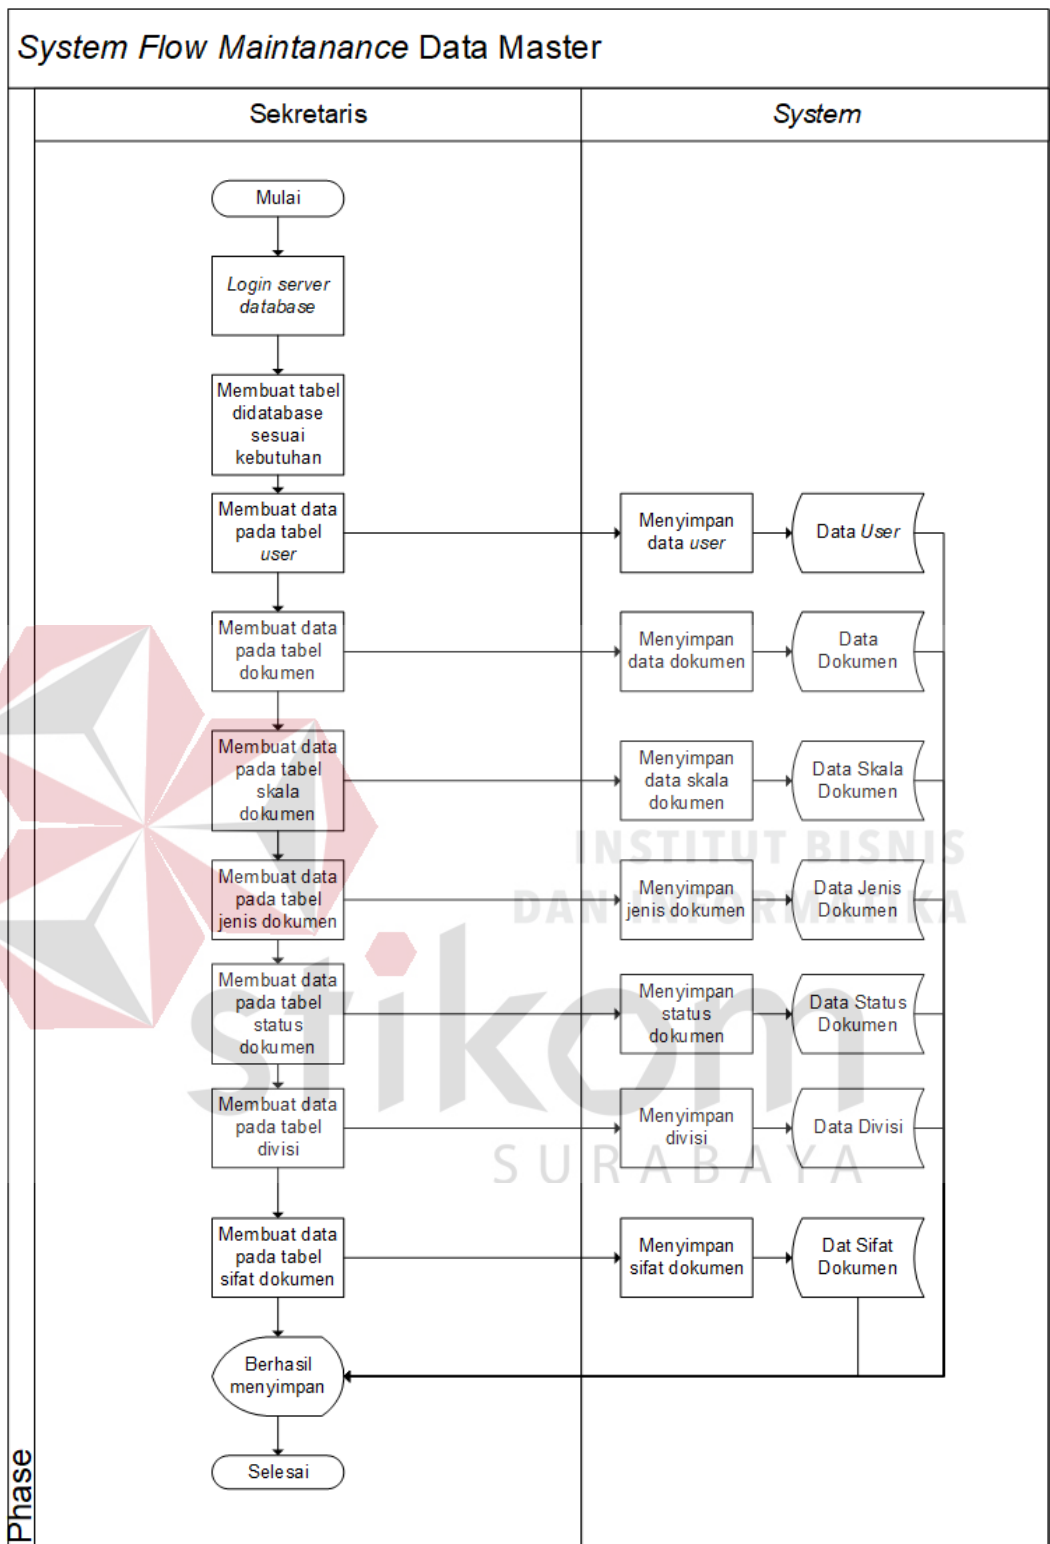 System Flow Maintanance Data Master
Sekretaris
System
Mulai
Login server
database
Membuat tabel
didatabase
sesuai
kebutuhan
Membuat data
pada tabel
user
Menyimpan
data user
Data User
Membuat data
pada tabel
dokumen
Menyimpan
data dokumen
Data
Dokumen
Membuat data
pada tabel
skala
dokumen
Menyimpan
data skala
dokumen
Data Skala
Dokumen
INSTITUT BISNIS
DAN INFORMATIKA
Membuat data
pada tabel
jenis dokumen
Menyimpan
jenis dokumen
Data Jenis
Dokumen
stikom
Membuat data
pada tabel
status
dokumen
Menyimpan
status
dokumen
Data Status
Dokumen
Membuat data
pada tabel
divisi
Menyimpan
divisi
Data Divisi
SURABAYA
Membuat data
pada tabel
sifat dokumen
Menyimpan
sifat dokumen
Dat Sifat
Dokumen
Berhasil
menyimpan
Selesai
Phase